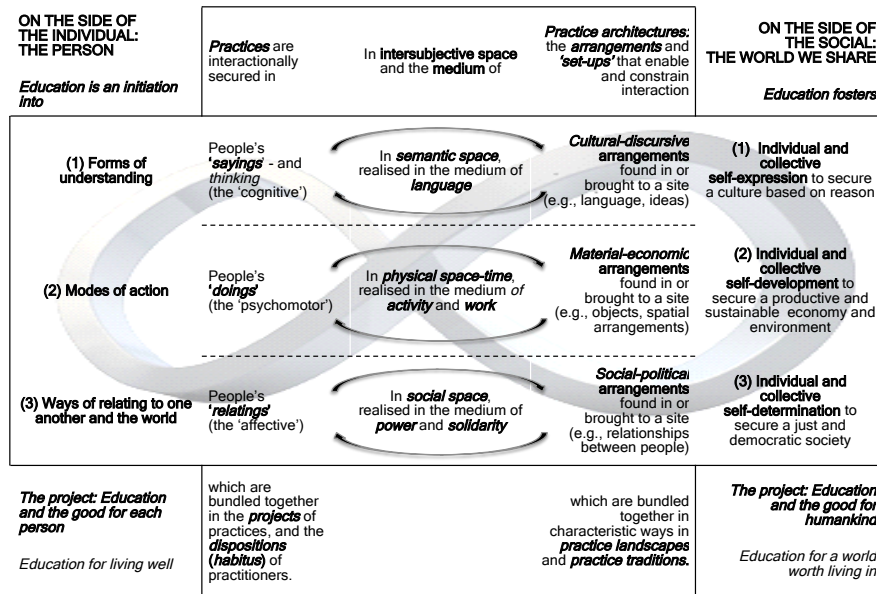 ON THE SIDE OF
THE INDIVIDUAL:
THE PERSON
Education is an initiation
into
Practices are
interactionally
secured in
In intersubjective space
and the medium of
Practice architectures:
the arrangements and
‘set-ups’ that enable
and constrain
interaction
ON THE SIDE OF
THE SOCIAL:
THE WORLD WE SHARE
Education fosters
(1) Forms of
understanding
People’s
‘sayings’ - and
thinking
(the ‘cognitive’)
In semantic space,
realised in the medium of
language
Cultural-discursive
arrangements
found in or
brought to a site
(e.g., language, ideas)
(1) Individual and
collective
self-expression to secure
a culture based on reason
(2) Modes of action
People’s
‘doings’
(the ‘psychomotor’)
In physical space-time,
realised in the medium of
activity and work
Material-economic
arrangements
found in or
brought to a site
(e.g., objects, spatial
arrangements)
(2) Individual and
collective
self-development to
secure a productive and
sustainable economy and
environment
(3) Ways of relating to one
another and the world
People’s
‘relatings’
(the ‘affective’)
In social space,
realised in the medium of
power and solidarity
Social-political
arrangements
found in or
brought to a site
(e.g., relationships
between people)
(3) Individual and
collective
self-determination to
secure a just and
democratic society
The project: Education
and the good for each
person
Education for living well
which are
bundled together
in the projects of
practices, and the
dispositions
(habitus) of
practitioners.
which are bundled
together in
characteristic ways in
practice landscapes
and practice traditions.
The project: Education
and the good for
humankind
Education for a world
worth living in